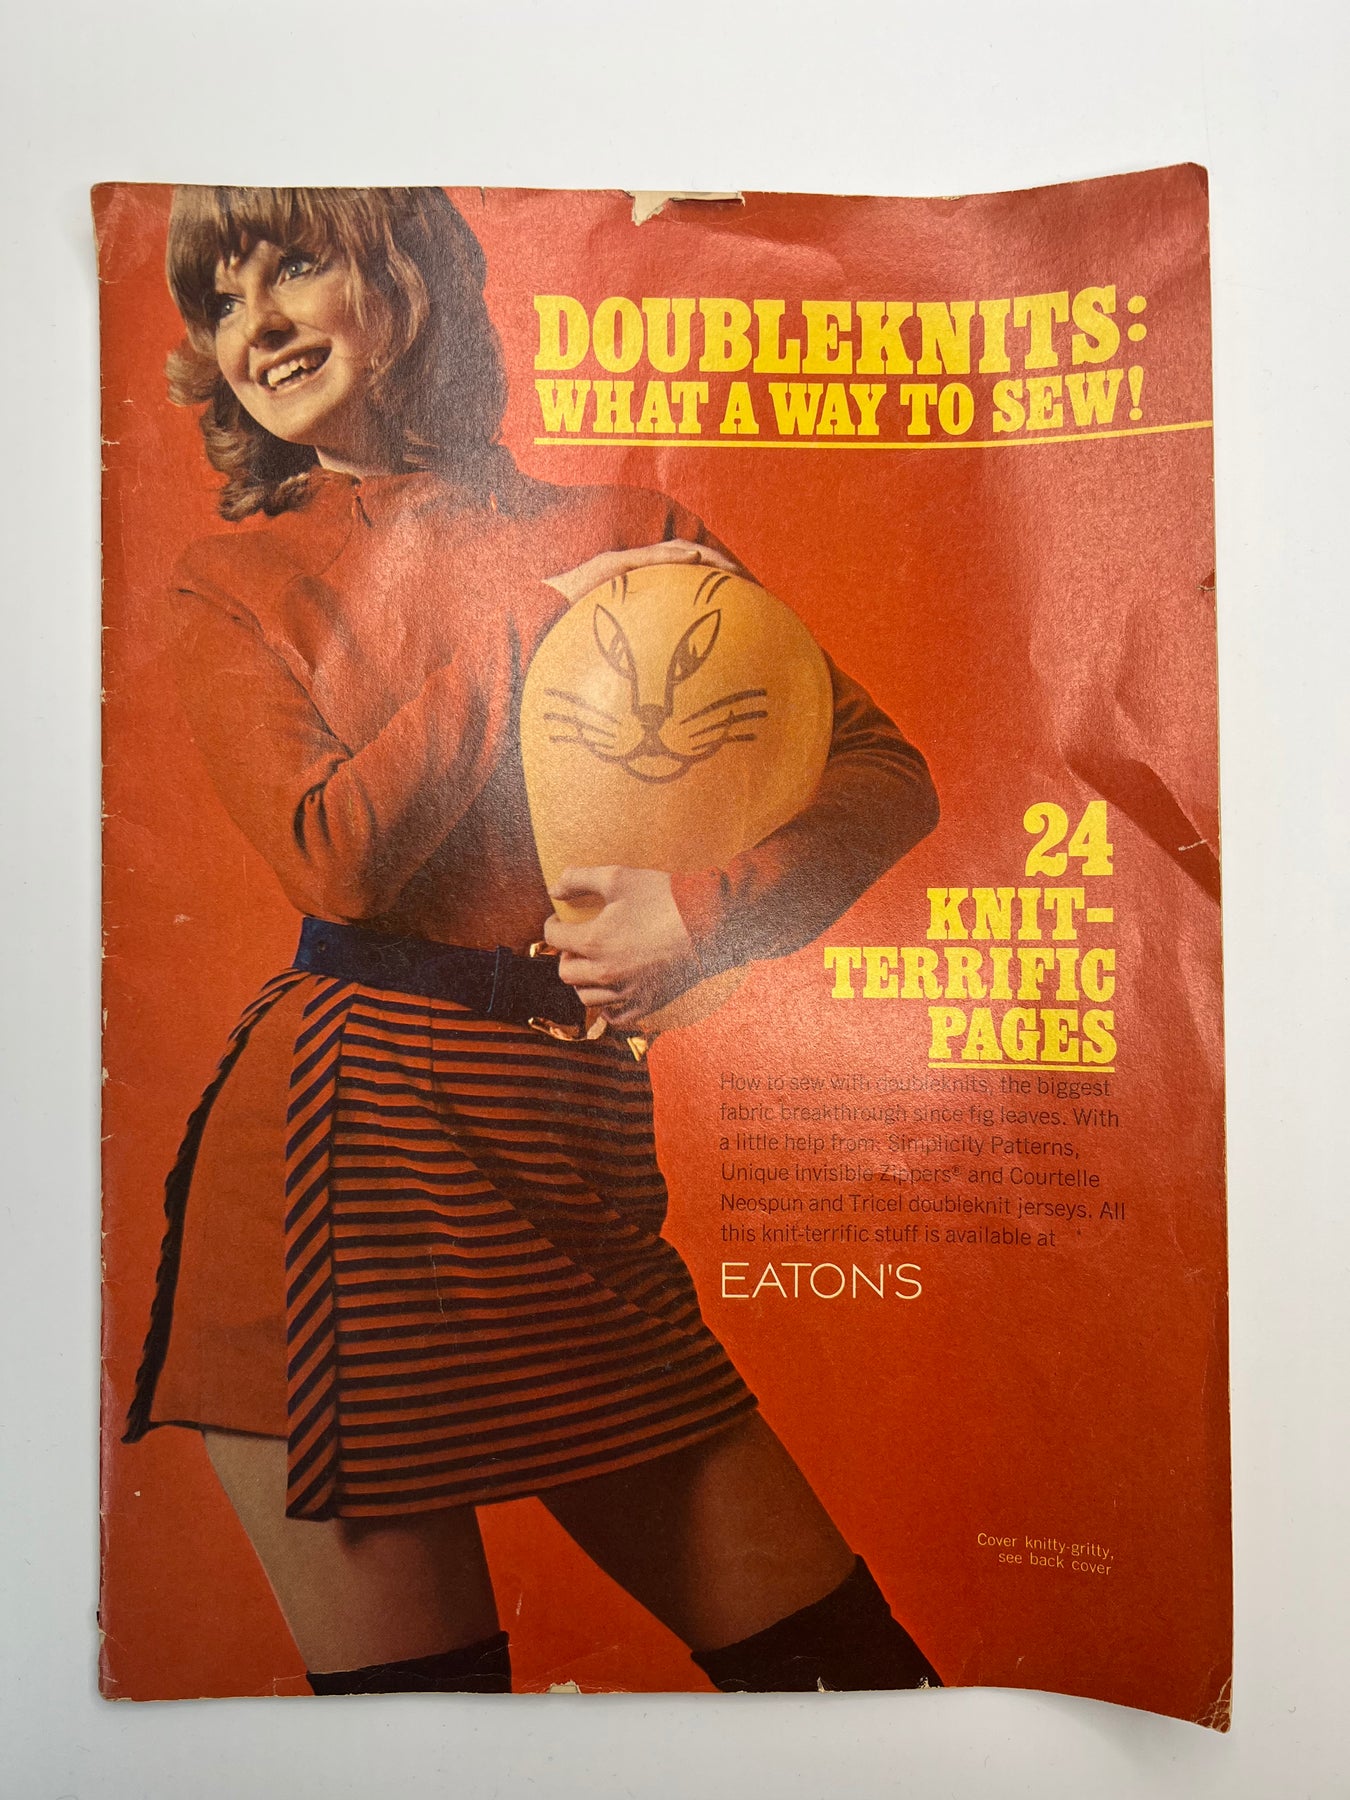 DOUBLEKNITS:
WHAT A WAY TO SEW!
24
KNIT-
TERRIFIC
PAGES
How to sew with doubleknits, the biggest
fabric breakthrough since fig leaves. With
a little help from: Simplicity Patterns,
Unique Invisible Zippers® and Courtelle
Neospun and Tricel doubleknit jerseys. All
this knit-terrific stuff is available at
EATON'S
Cover knitty-gritty,
see back cover